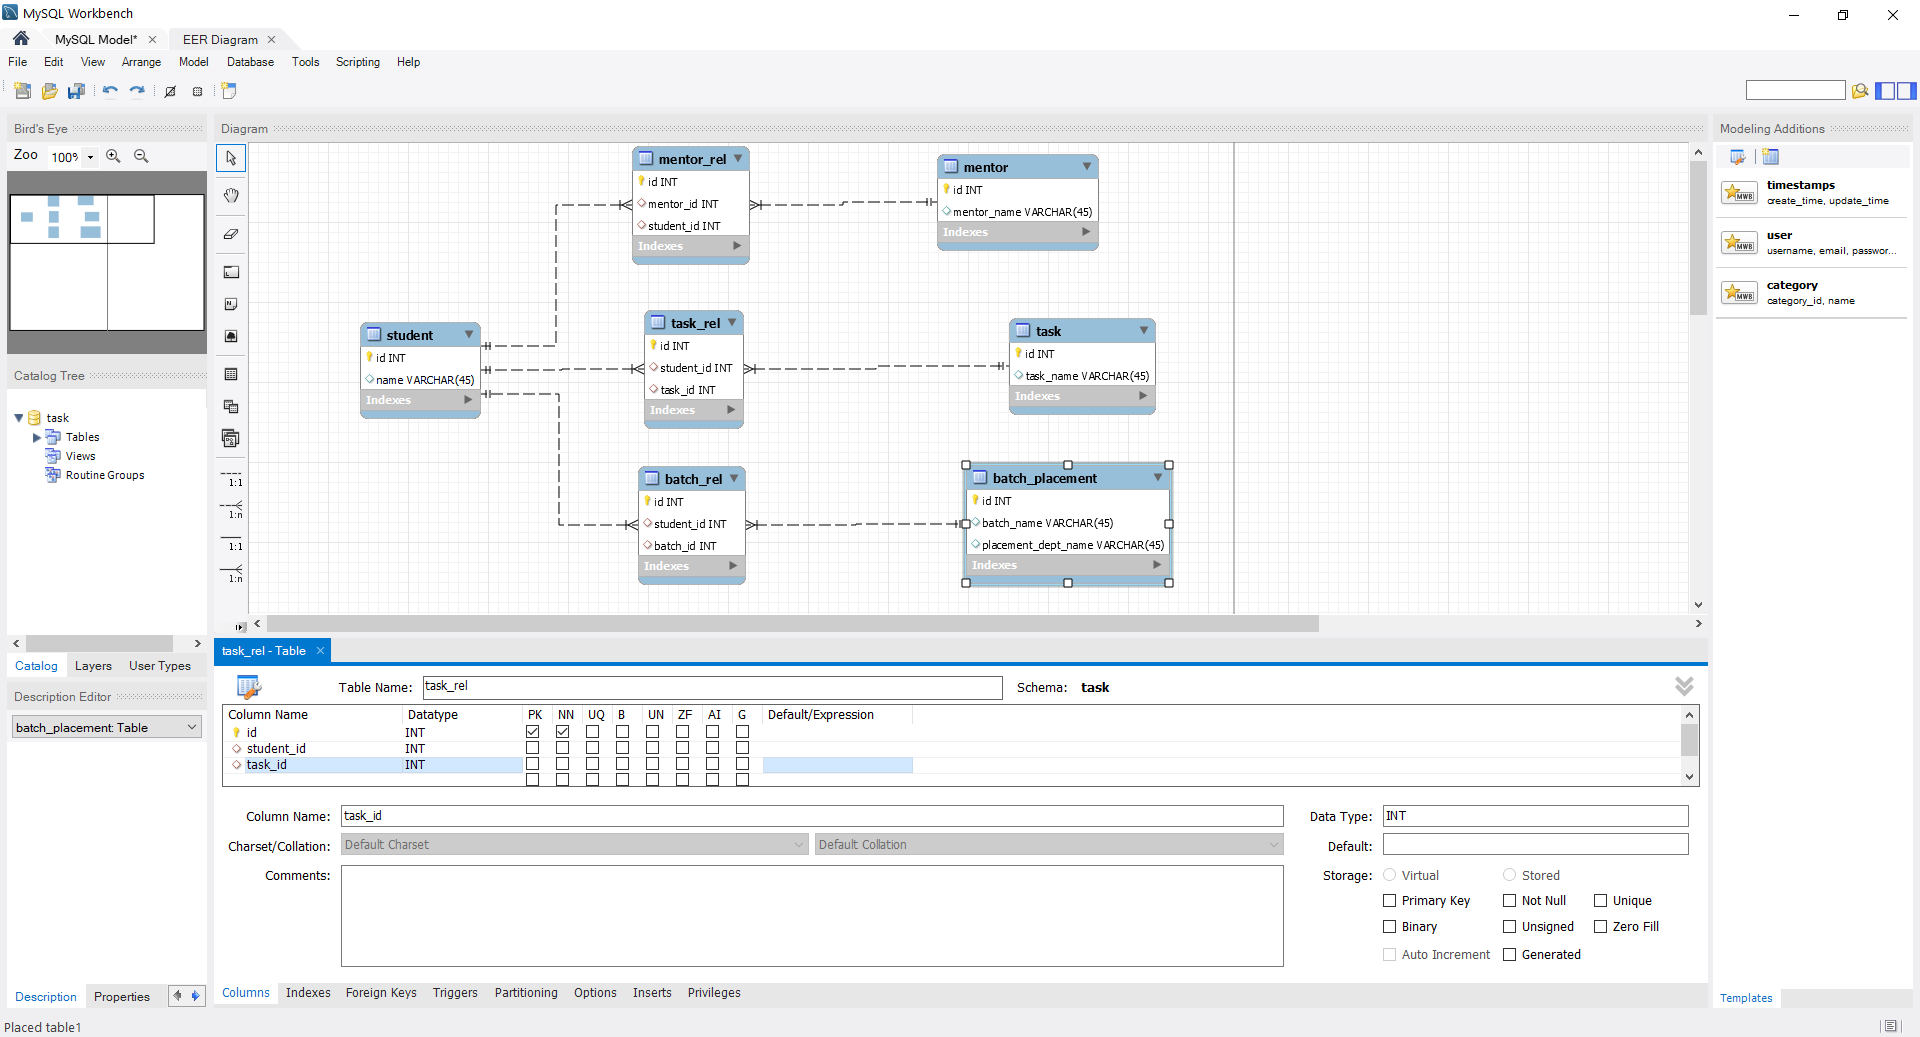 MySQL Workbench
MySQL Model*
EER Diagram
File Edit View Arrange Model Database Tools Scripting Help
Bird's Eye
Zoo 100%
Diagram
Modeling Additions
timestamps
create_time, update_time
user
username, email, passwor...
category
category_id, name
mentor_rel
id INT
mentor_id INT
student_id INT
Indexes
mentor
id INT
mentor_name VARCHAR(45)
Indexes
student
id INT
name VARCHAR(45)
Indexes
task_rel
id INT
student_id INT
task_id INT
Indexes
task
id INT
task_name VARCHAR(45)
Indexes
batch_rel
id INT
student_id INT
batch_id INT
Indexes
batch_placement
id INT
batch_name VARCHAR(45)
placement_dept_name VARCHAR(45)
Indexes
1:1
1:n
1:1
1:n
Catalog Tree
task
Tables
Views
Routine Groups
Catalog Layers User Types
Description Editor
batch_placement: Table
Description Properties
task_rel - Table
Table Name: task_rel Schema: task
Column Name Datatype PK NN UQ B UN ZF AI G Default/Expression
id INT
student_id INT
task_id INT
Column Name: task_id Data Type: INT
Charset/Collation: Default Charset Default Collation Default:
Comments: Storage: Virtual Stored
Primary Key Not Null Unique
Binary Unsigned Zero Fill
Auto Increment Generated
Columns Indexes Foreign Keys Triggers Partitioning Options Inserts Privileges
Templates
Placed table1